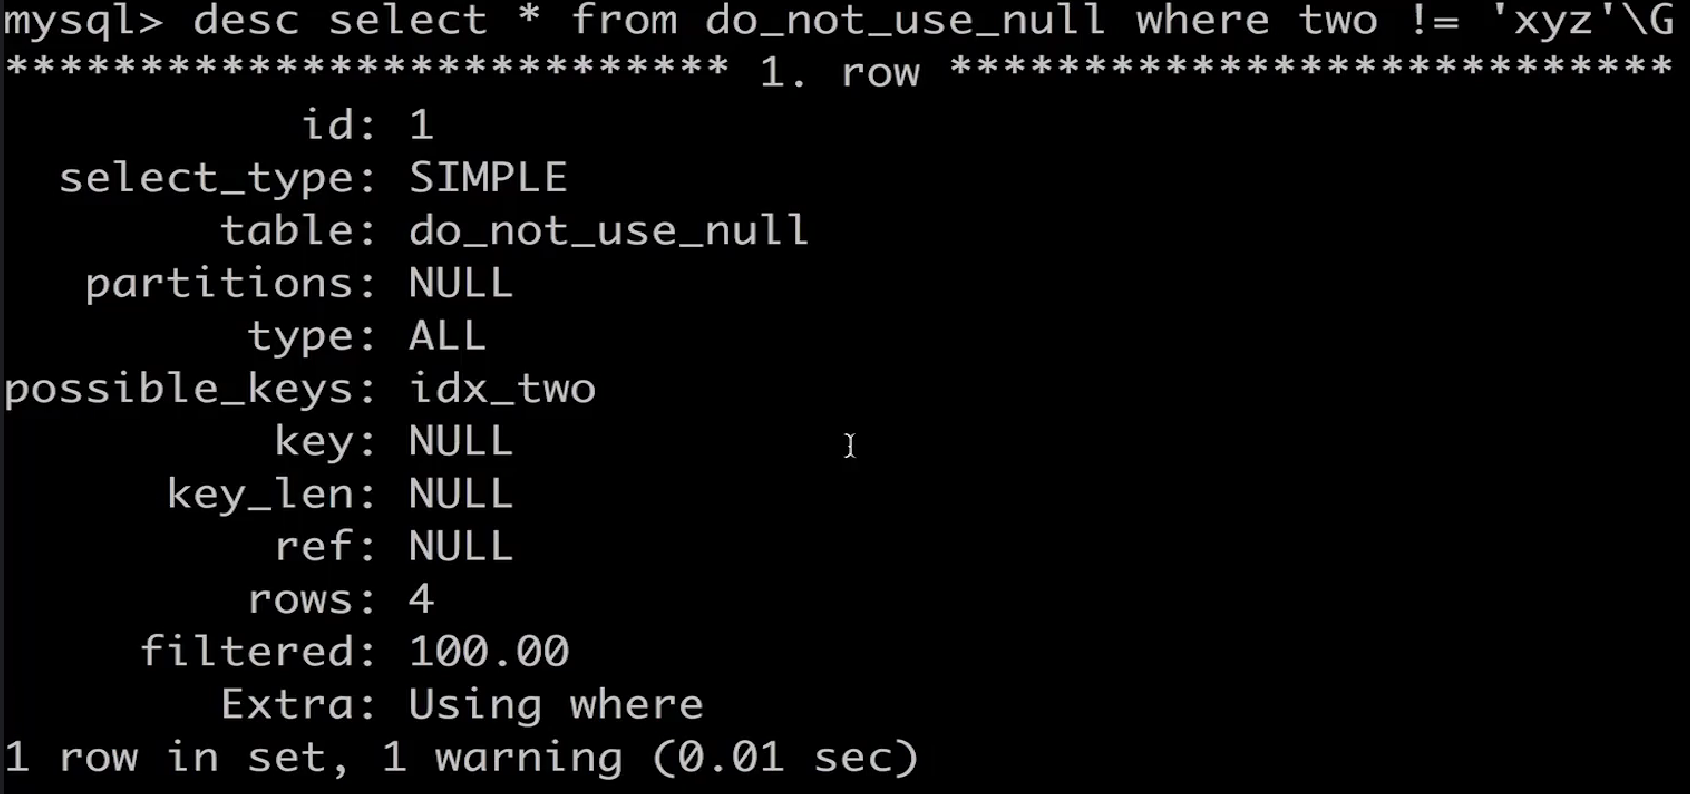 mysql> desc select * from do_not_use_null where two != 'xyz'\G
*************************** 1. row ***************************
id: 1
select_type: SIMPLE
table: do_not_use_null
partitions: NULL
type: ALL
possible_keys: idx_two
key: NULL
key_len: NULL
ref: NULL
rows: 4
filtered: 100.00
Extra: Using where
1 row in set, 1 warning (0.01 sec)